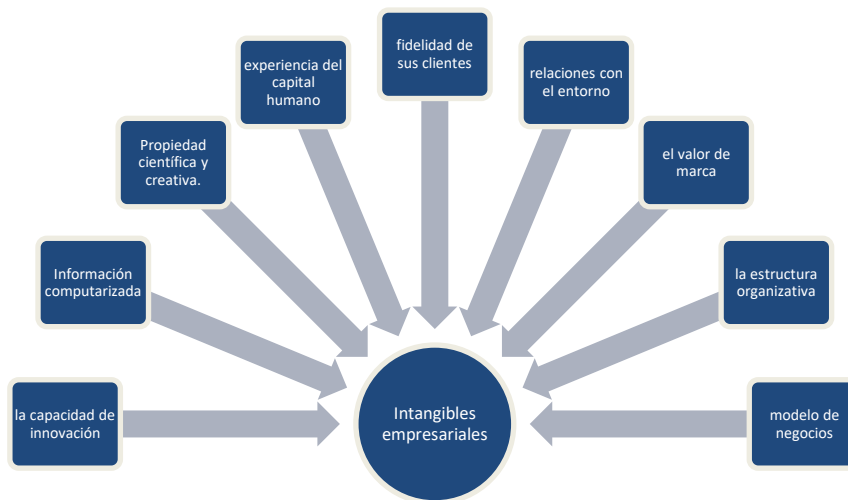 fidelidad de
sus clientes
experiencia del
capital
humano
relaciones con
el entorno
Propiedad
científica y
creativa.
el valor de
marca
Información
computarizada
la estructura
organizativa
la capacidad de
innovación
Intangibles
empresariales
modelo de
negocios